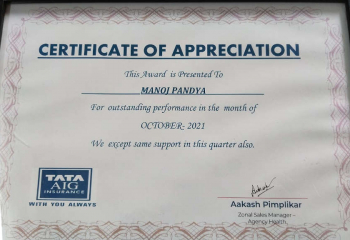 CERTIFICATE OF APPRECIATION
This Award is Presented To
MANOJ PANDYA
For outstanding performance in the month of
OCTOBER- 2021
We except same support in this quarter also.
TATA
AIG
INSURANCE
WITH YOU ALWAYS
Aakash
Aakash Pimplikar
Zonal Sales Manager –
Agency Health